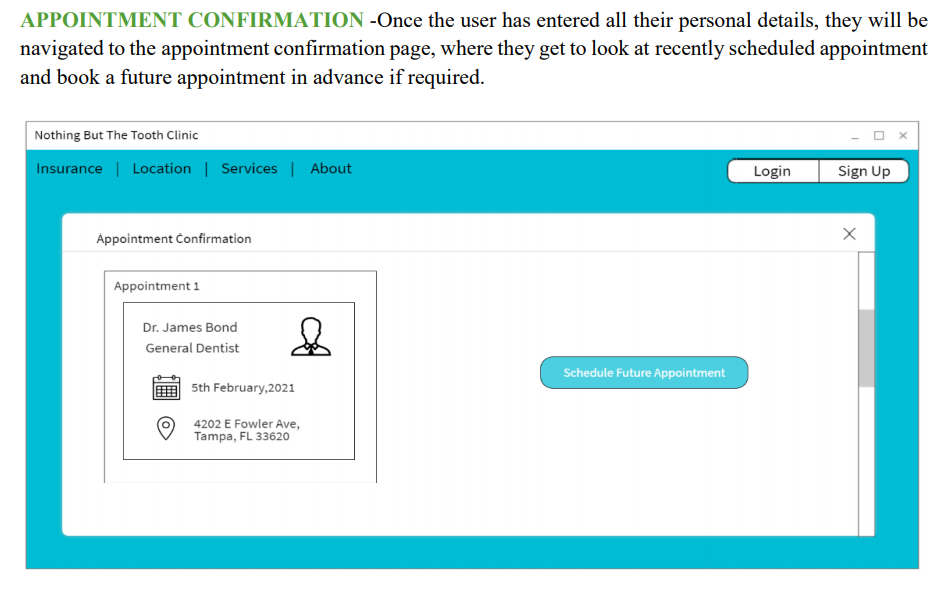 APPOINTMENT CONFIRMATION -Once the user has entered all their personal details, they will be
navigated to the appointment confirmation page, where they get to look at recently scheduled appointment
and book a future appointment in advance if required.
Nothing But The Tooth Clinic
Insurance | Location | Services | About
Login
Sign Up
Appointment Confirmation
Appointment 1
Dr. James Bond
General Dentist
5th February,2021
4202 E Fowler Ave,
Tampa, FL 33620
Schedule Future Appointment